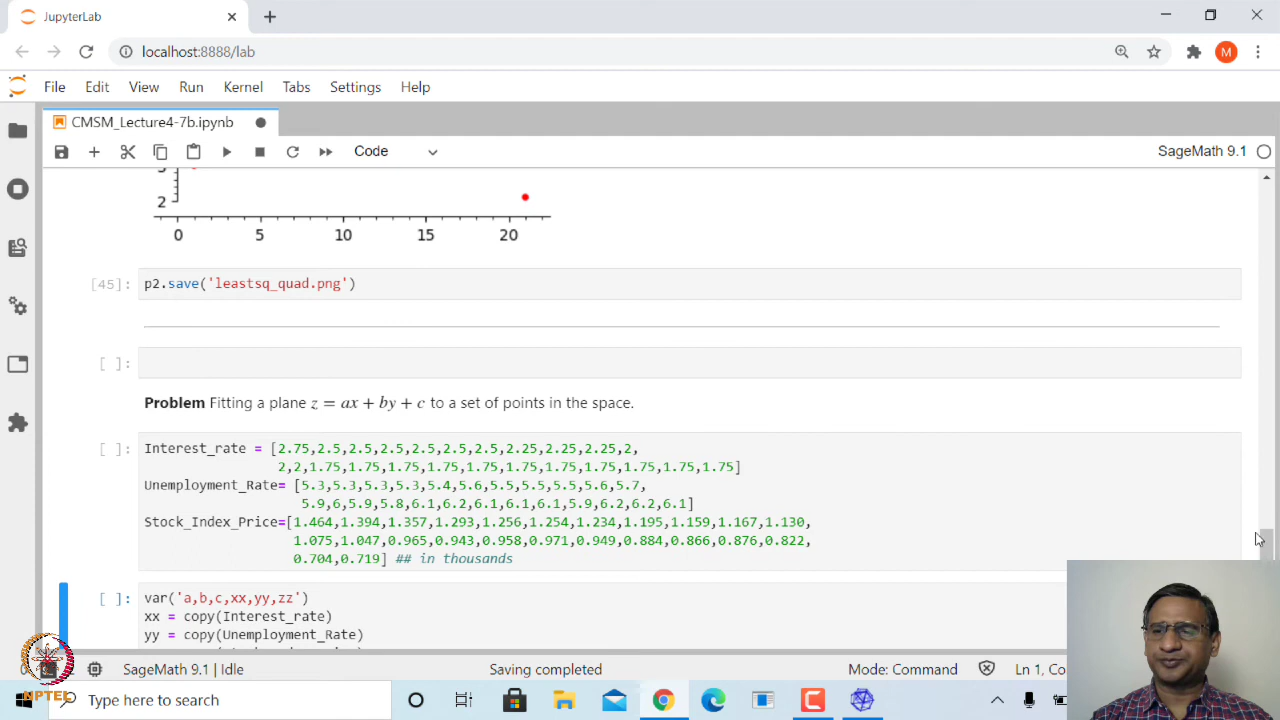 JupyterLab
localhost:8888/lab
M
File Edit View Run Kernel Tabs Settings Help
CMSM_Lecture4-7b.ipynb
Code
SageMath 9.1
2
0 5 10 15 20
[45]: p2.save('leastsq_quad.png')
[ ]:
Problem Fitting a plane z = ax + by + c to a set of points in the space.
[ ]: Interest_rate = [2.75,2.5,2.5,2.5,2.5,2.5,2.5,2.25,2.25,2.25,2,
2,2,1.75,1.75,1.75,1.75,1.75,1.75,1.75,1.75,1.75,1.75,1.75]
Unemployment_Rate= [5.3,5.3,5.3,5.3,5.4,5.6,5.5,5.5,5.5,5.6,5.7,
5.9,6,5.9,5.8,6.1,6.2,6.1,6.1,6.1,5.9,6.2,6.2,6.1]
Stock_Index_Price=[1.464,1.394,1.357,1.293,1.256,1.254,1.234,1.195,1.159,1.167,1.130,
1.075,1.047,0.965,0.943,0.958,0.971,0.949,0.884,0.866,0.876,0.822,
0.704,0.719] ## in thousands
[ ]: var('a,b,c,xx,yy,zz')
xx = copy(Interest_rate)
yy = copy(Unemployment_Rate)
SageMath 9.1 | Idle
Saving completed
Mode: Command
Ln 1,
NPTEL
Type here to search